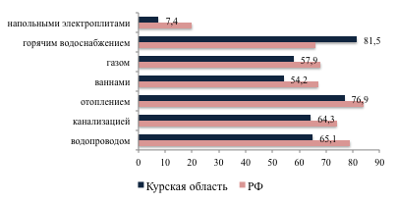 напольными электроплитами
7,4
горячим водоснабжением
81,5
газом
57,9
ваннами
54,2
отоплением
76,9
канализацией
64,3
водопроводом
65,1
0 10 20 30 40 50 60 70 80 90
Курская область РФ